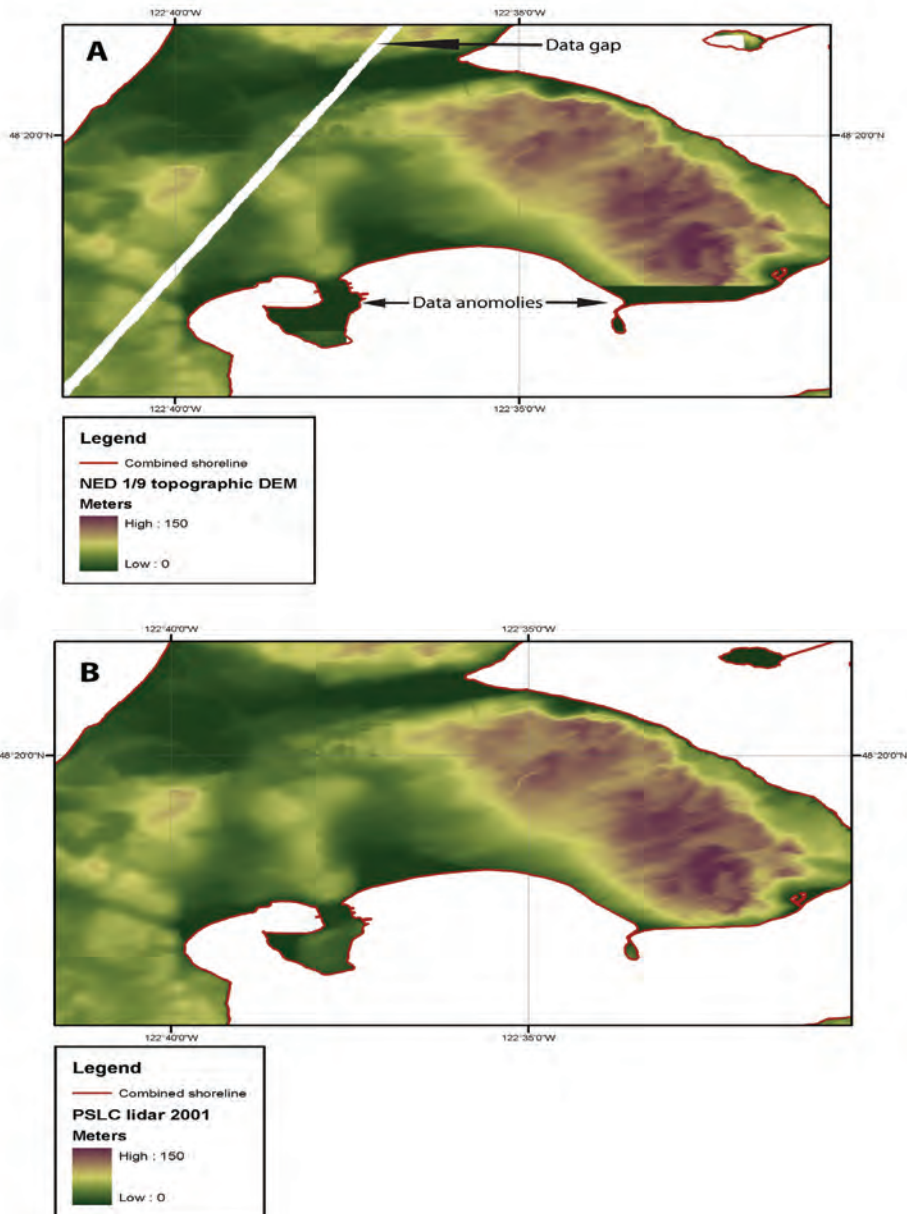 122°40'0"W
122°35'0"W
A
Data gap
48°20'0"N
48°20'0"N
Data anomolies
122°40'0"W
122°35'0"W
Legend
Combined shoreline
NED 1/9 topographic DEM
Meters
High : 150
Low : 0
122°40'0"W
122°35'0"W
B
48°20'0"N
48°20'0"N
122°40'0"W
122°35'0"W
Legend
Combined shoreline
PSLC lidar 2001
Meters
High : 150
Low : 0